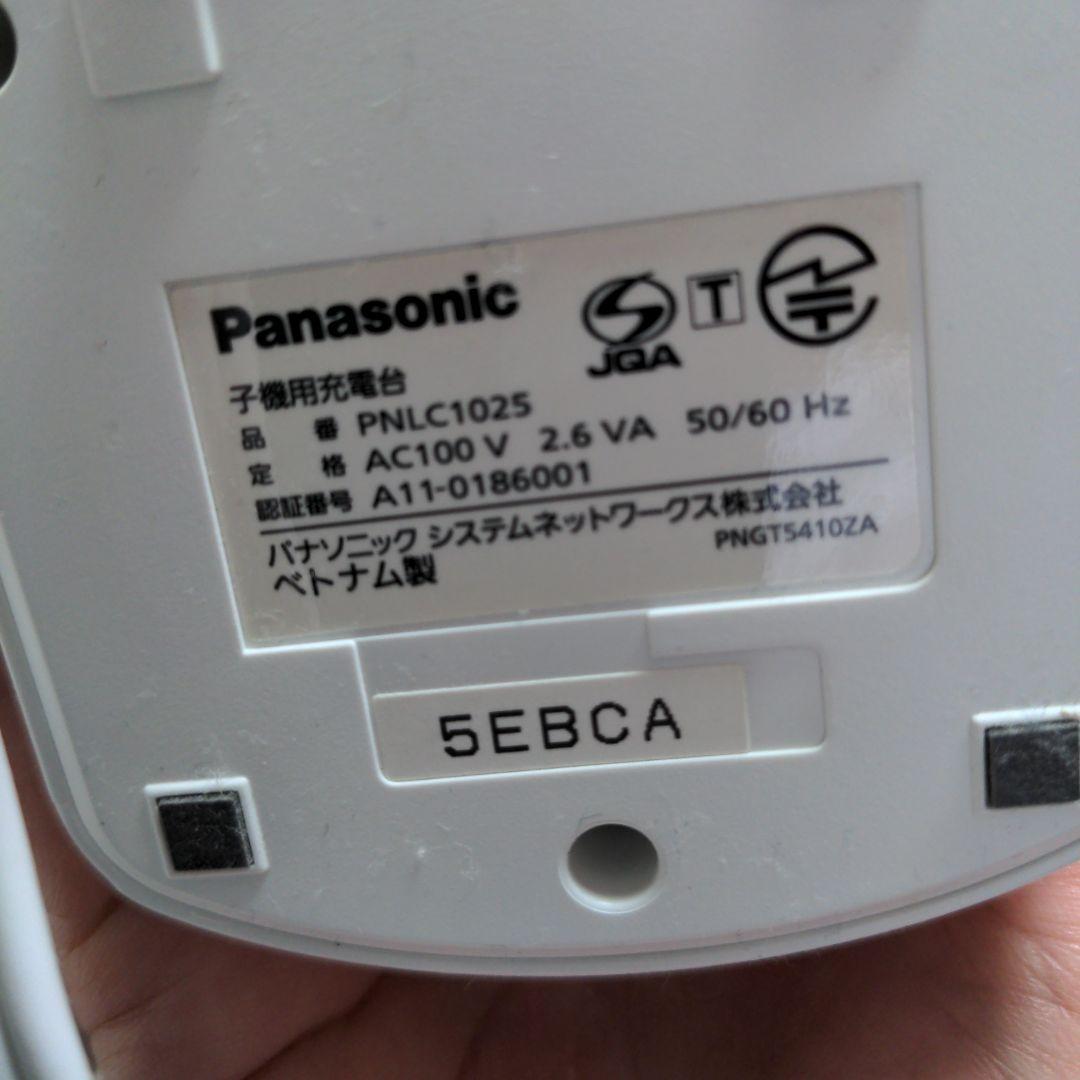 Panasonic
JQA
T
子機用充電台
品番 PNLC1025
定格 AC100 V 2.6 VA 50/60 Hz
認証番号 A11-0186001
パナソニック システムネットワークス株式会社
ベトナム製
PNGT5410ZA
5EBCA